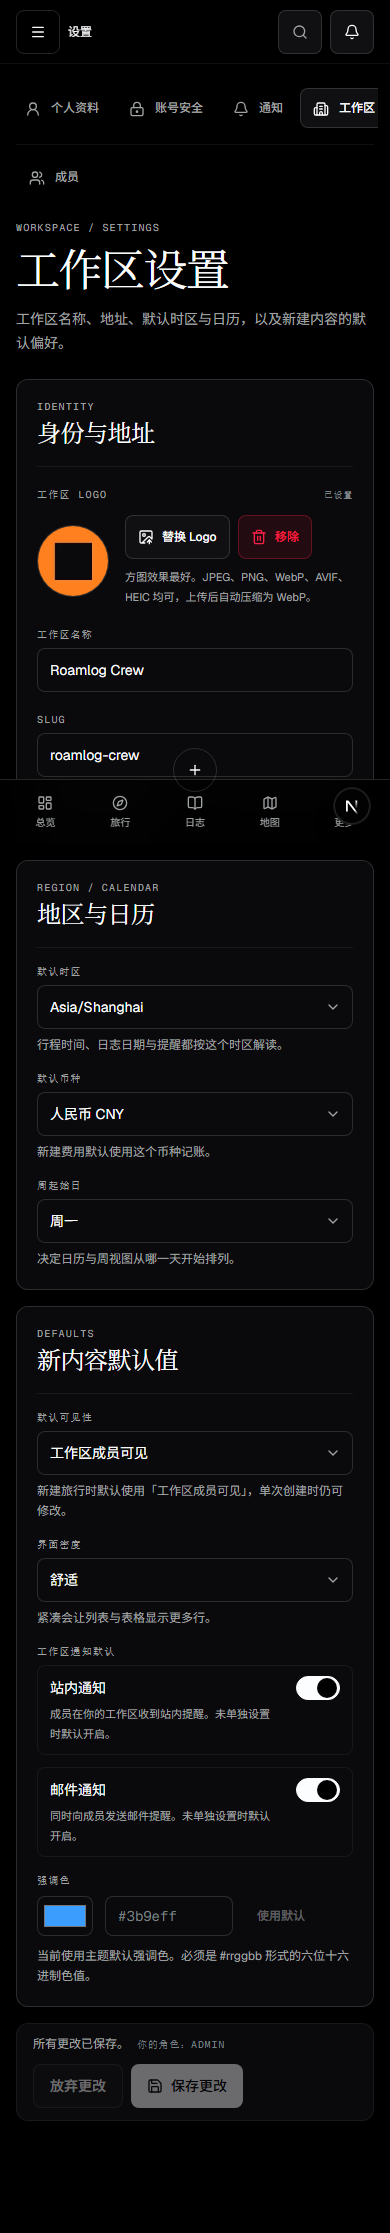 设置
个人资料
账号安全
通知
工作区
成员
WORKSPACE / SETTINGS
工作区设置
工作区名称、地址、默认时区与日历，以及新建内容的默
认偏好。
IDENTITY
身份与地址
工作区 LOGO
已设置
替换 Logo
移除
方图效果最好。JPEG、PNG、WebP、AVIF、
HEIC 均可，上传后自动压缩为 WebP。
工作区名称
Roamlog Crew
SLUG
roamlog-crew
总览
旅行
日志
地图
N
REGION / CALENDAR
地区与日历
默认时区
Asia/Shanghai
行程时间、日志日期与提醒都按这个时区解读。
默认币种
人民币 CNY
新建费用默认使用这个币种记账。
周起始日
周一
决定日历与周视图从哪一天开始排列。
DEFAULTS
新内容默认值
默认可见性
工作区成员可见
新建旅行时默认使用「工作区成员可见」，单次创建时仍可
修改。
界面密度
舒适
紧凑会让列表与表格显示更多行。
工作区通知默认
站内通知
成员在你的工作区收到站内提醒。未单独设置
时默认开启。
邮件通知
同时向成员发送邮件提醒。未单独设置时默认
开启。
强调色
#3b9eff
使用默认
当前使用主题默认强调色。必须是 #rrggbb 形式的六位十六
进制色值。
所有更改已保存。
你的角色：ADMIN
放弃更改
保存更改